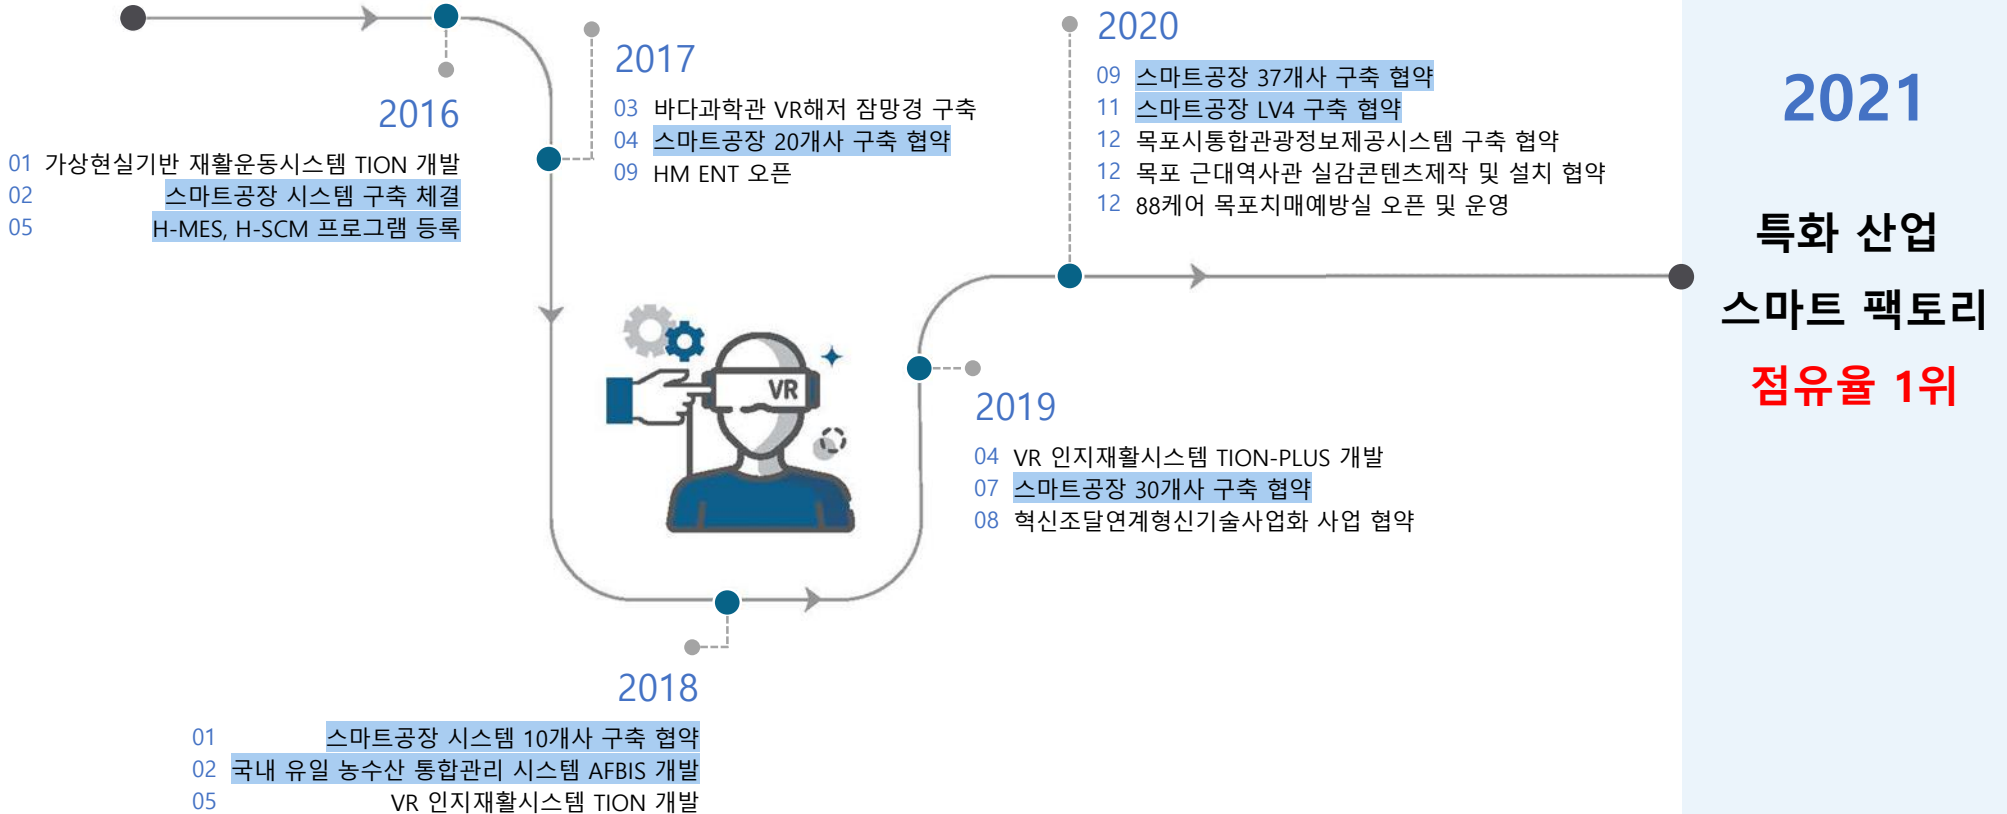 2016
01 가상현실기반 재활운동시스템 TION 개발
02 스마트공장 시스템 구축 체결
05 H-MES, H-SCM 프로그램 등록
2017
03 바다과학관 VR해저 잠망경 구축
04 스마트공장 20개사 구축 협약
09 HM ENT 오픈
VR
2018
01 스마트공장 시스템 10개사 구축 협약
02 국내 유일 농수산 통합관리 시스템 AFBIS 개발
05 VR 인지재활시스템 TION 개발
2019
04 VR 인지재활시스템 TION-PLUS 개발
07 스마트공장 30개사 구축 협약
08 혁신조달연계형신기술사업화 사업 협약
2020
09 스마트공장 37개사 구축 협약
11 스마트공장 LV4 구축 협약
12 목포시통합관광정보제공시스템 구축 협약
12 목포 근대역사관 실감콘텐츠제작 및 설치 협약
12 88케어 목포치매예방실 오픈 및 운영
2021
특화 산업
스마트 팩토리
점유율 1위